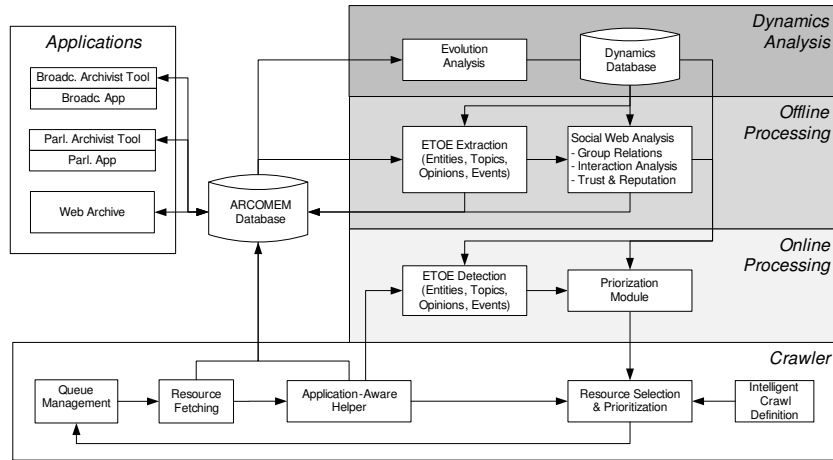 Applications
Broadc. Archivist Tool
Broadc. App
Parl. Archivist Tool
Parl. App
Web Archive
ARCOMEM
Database
Dynamics
Analysis
Evolution
Analysis
Dynamics
Database
Offline
Processing
ETOE Extraction
(Entities, Topics,
Opinions, Events)
Social Web Analysis
- Group Relations
- Interaction Analysis
- Trust & Reputation
Online
Processing
ETOE Detection
(Entities, Topics,
Opinions, Events)
Priorization
Module
Crawler
Queue
Management
Resource
Fetching
Application-Aware
Helper
Resource Selection
& Prioritization
Intelligent
Crawl
Definition